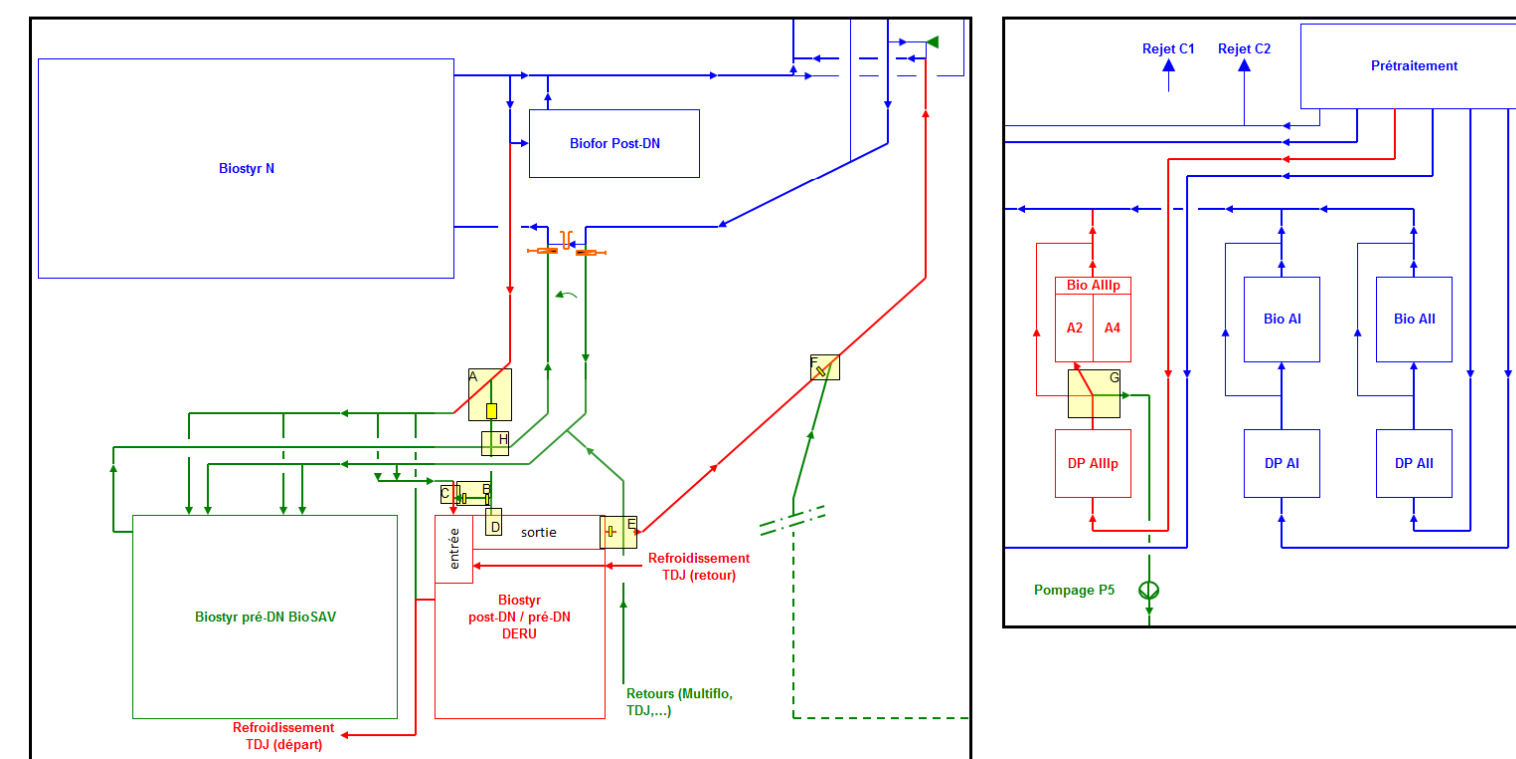 Biostyr N
Biofor Post-DN
A
F
H
C
B
D
E
entrée
sortie
Refroidissement
TDJ (retour)
Biostyr pré-DN BioSAV
Biostyr
post-DN / pré-DN
DERU
Retours (Multiflo,
TDJ,...)
Refroidissement
TDJ (départ)
Rejet C1
Rejet C2
Prétraitement
Bio AIIIp
A2
A4
Bio AI
Bio AII
G
DP AIIIp
DP AI
DP AII
Pompage P5